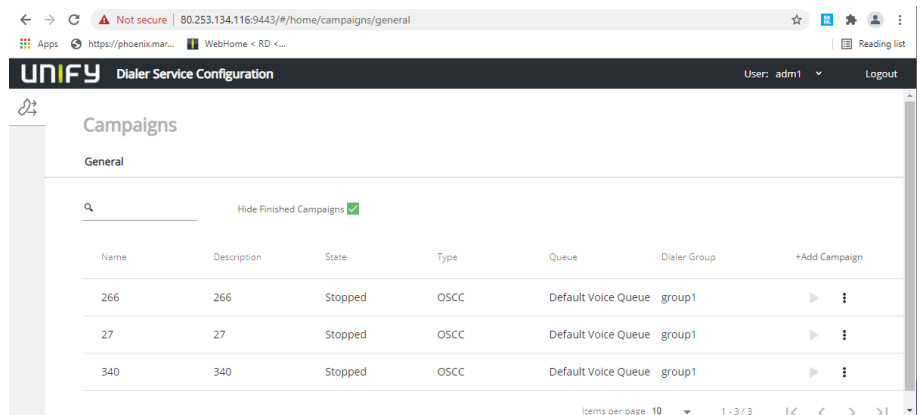 Not secure | 80.253.134.116:9443/#/home/campaigns/general
Apps https://phoenix.mar... WebHome < RD <... Reading list
UNIFY Dialer Service Configuration User: adm1 Logout
Campaigns
General
Hide Finished Campaigns
Name Description State Type Queue Dialer Group +Add Campaign
266 266 Stopped OSCC Default Voice Queue group1
27 27 Stopped OSCC Default Voice Queue group1
340 340 Stopped OSCC Default Voice Queue group1
Items per page 10 1 - 3 / 3